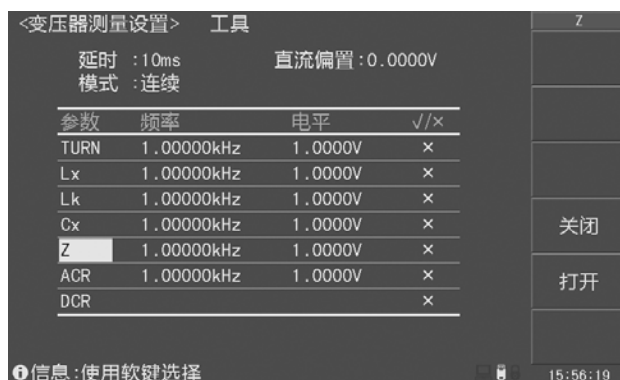 <变压器测量设置> 工具 Z
延时 :10ms 直流偏置:0.0000V
模式 :连续
参数 频率 电平 √/×
TURN 1.00000kHz 1.0000V ×
Lx 1.00000kHz 1.0000V ×
Lk 1.00000kHz 1.0000V ×
Cx 1.00000kHz 1.0000V ×
Z 1.00000kHz 1.0000V ×
ACR 1.00000kHz 1.0000V ×
DCR ×
关闭
打开
信息:使用软键选择 15:56:19